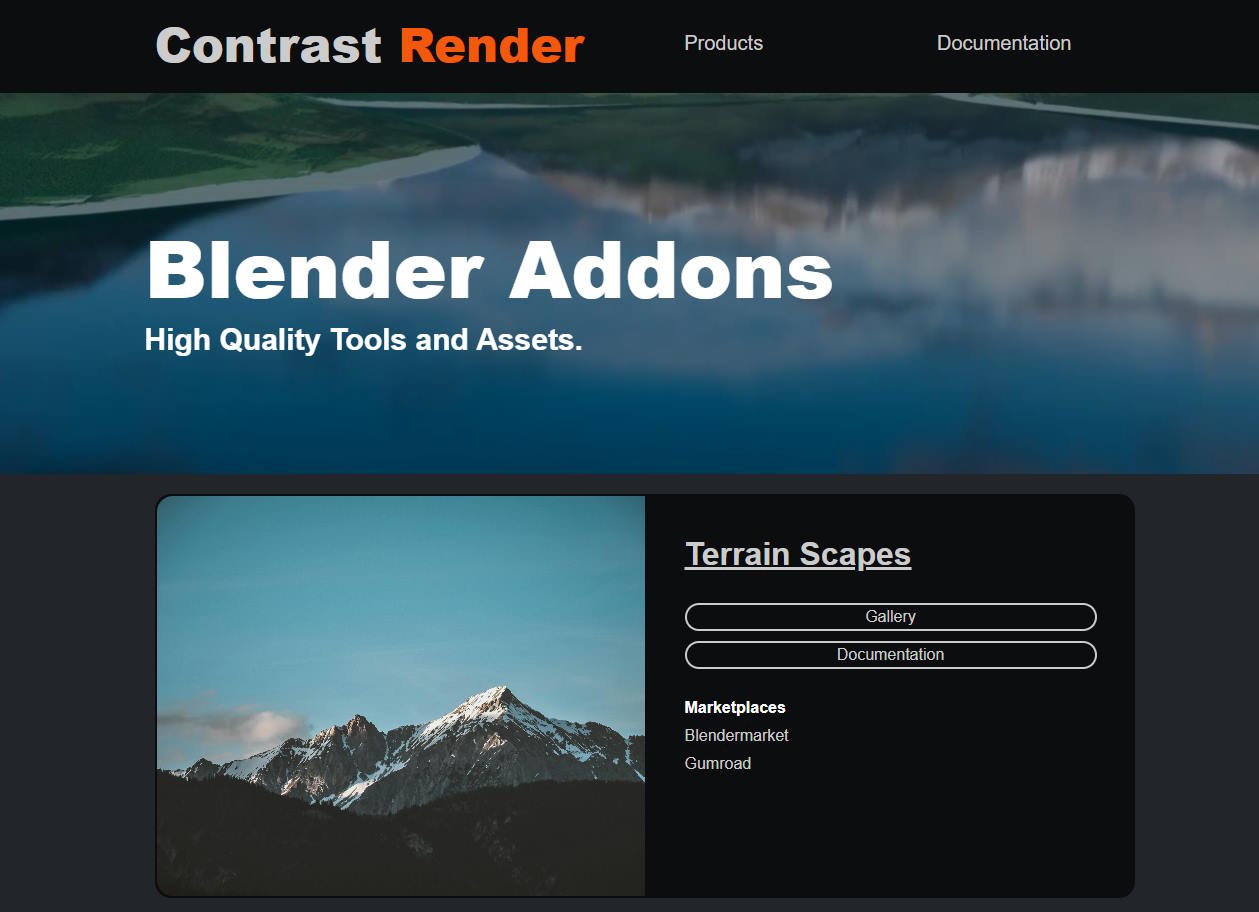 Contrast Render
Products
Documentation
Blender Addons
High Quality Tools and Assets.
Terrain Scapes
Gallery
Documentation
Marketplaces
Blendermarket
Gumroad